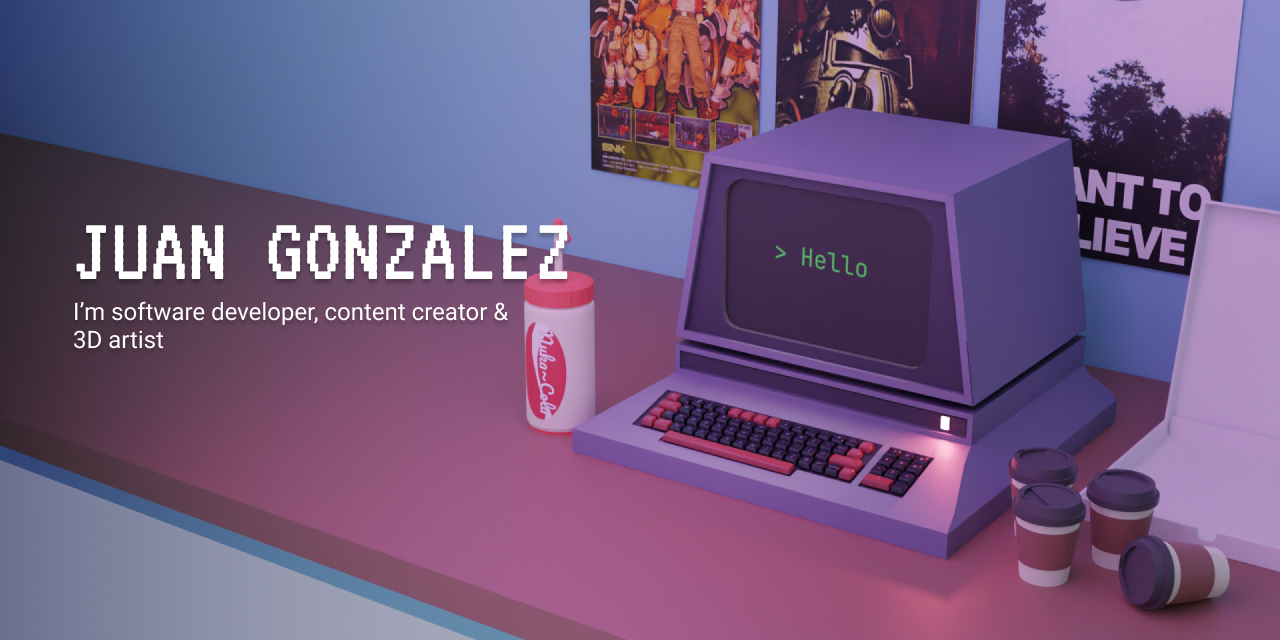 JUAN GONZALEZ
I’m software developer, content creator &
3D artist
> Hello
Nuka~Cola
SNK
ANT TO
LIEVE